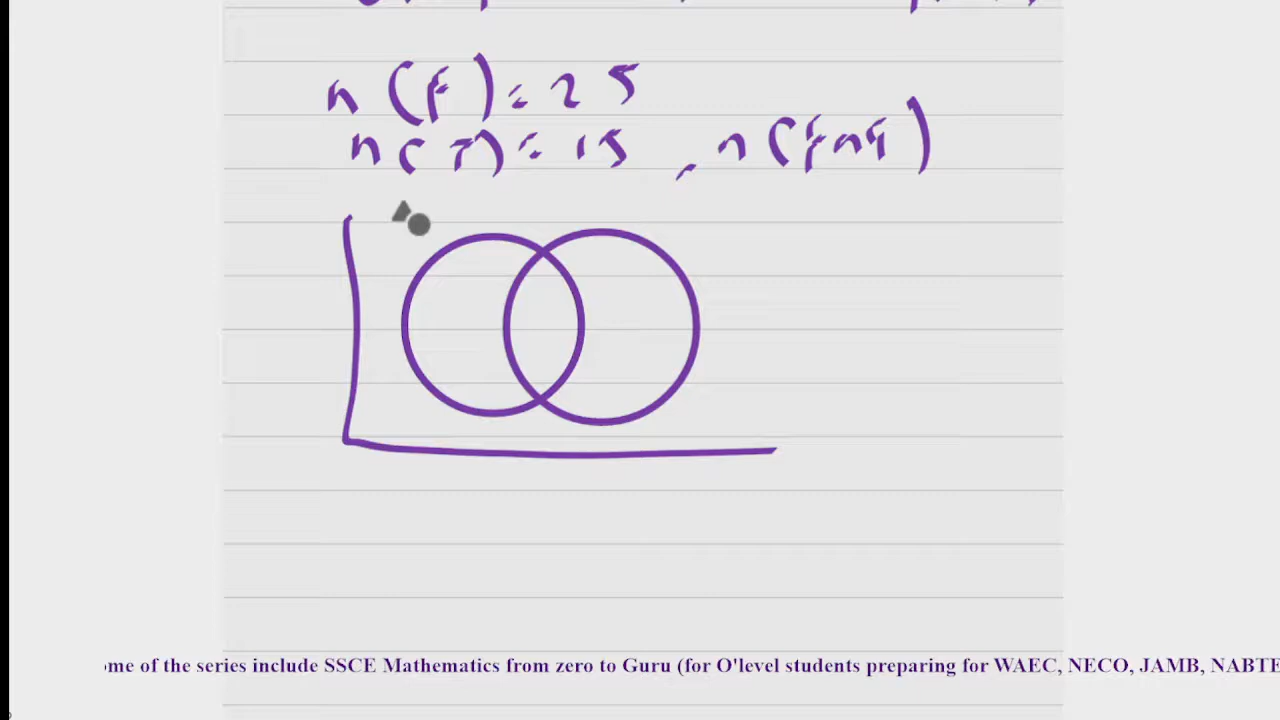 n(f) = 25
n(T) = 15 , n(f∩T)
ome of the series include SSCE Mathematics from zero to Guru (for O'level students preparing for WAEC, NECO, JAMB, NABTE